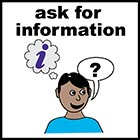 ask for
information
i
?